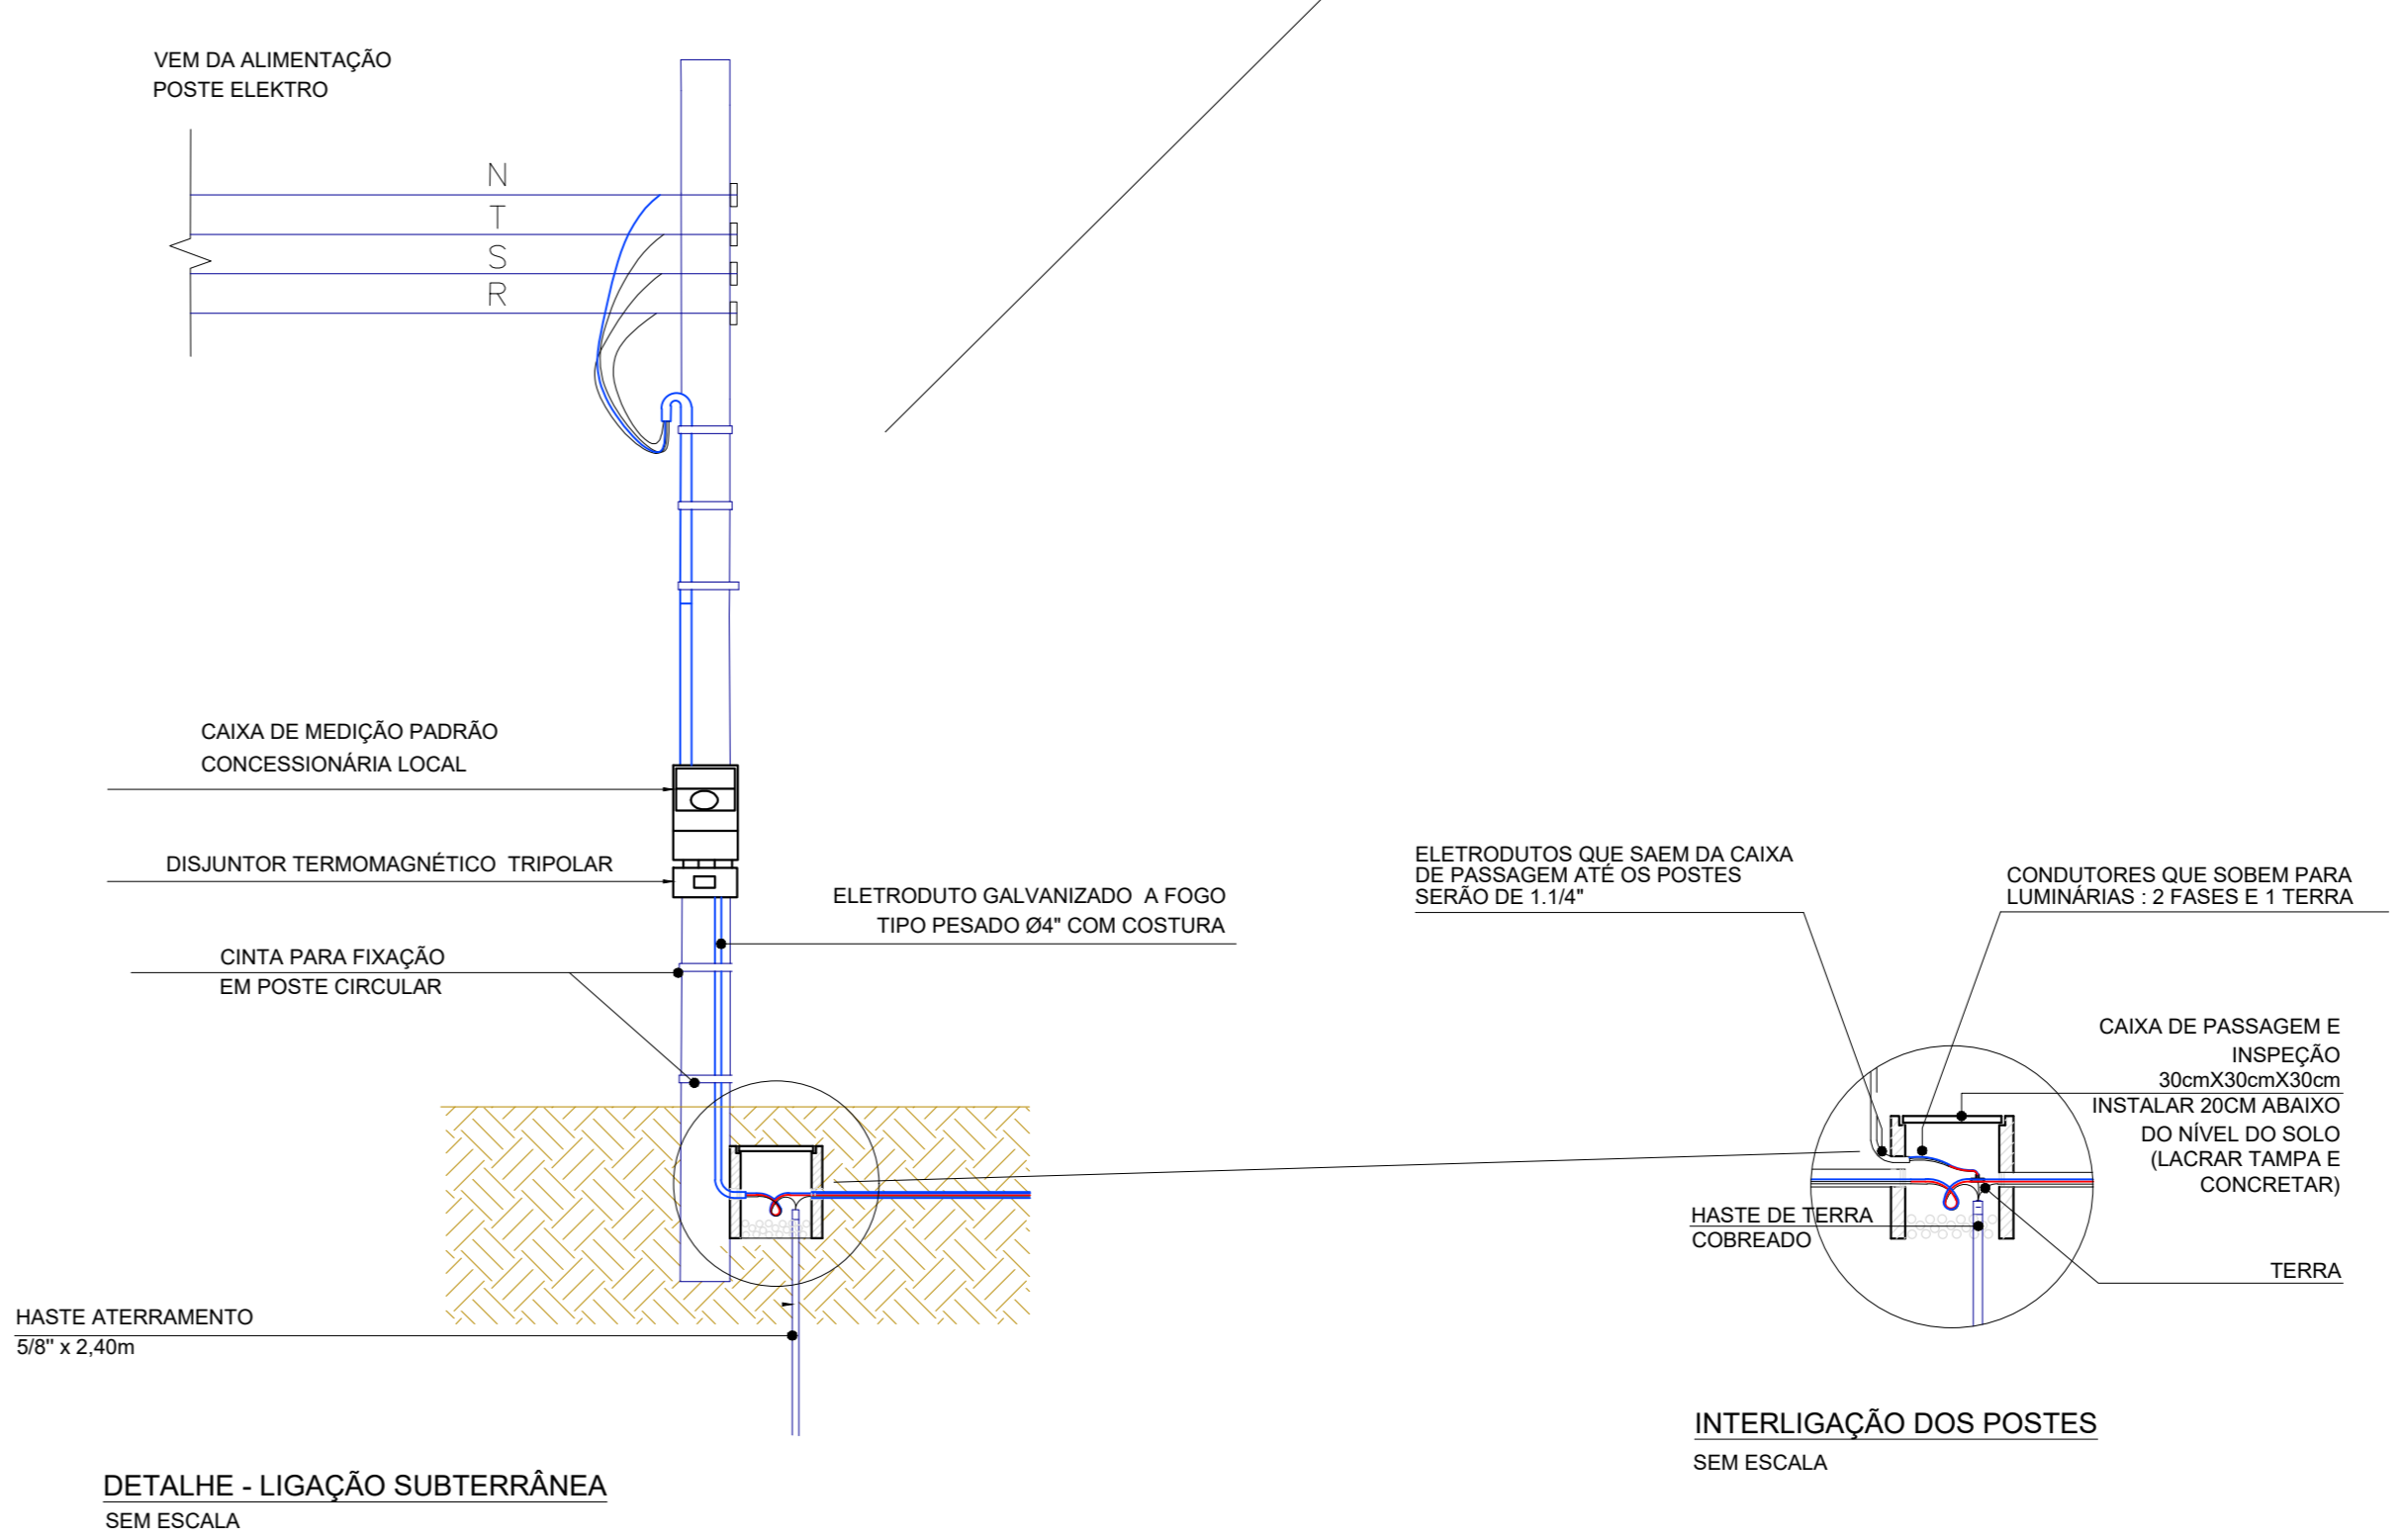 VEM DA ALIMENTAÇÃO
POSTE ELEKTRO
N
T
S
R
CAIXA DE MEDIÇÃO PADRÃO
CONCESSIONÁRIA LOCAL
DISJUNTOR TERMOMAGNÉTICO  TRIPOLAR
ELETRODUTO GALVANIZADO  A FOGO
TIPO PESADO Ø4" COM COSTURA
CINTA PARA FIXAÇÃO
EM POSTE CIRCULAR
HASTE ATERRAMENTO
5/8" x 2,40m
DETALHE - LIGAÇÃO SUBTERRÂNEA
SEM ESCALA
ELETRODUTOS QUE SAEM DA CAIXA
DE PASSAGEM ATÉ OS POSTES
SERÃO DE 1.1/4"
CONDUTORES QUE SOBEM PARA
LUMINÁRIAS : 2 FASES E 1 TERRA
CAIXA DE PASSAGEM E
INSPEÇÃO
30cmX30cmX30cm
INSTALAR 20CM ABAIXO
DO NÍVEL DO SOLO
(LACRAR TAMPA E
CONCRETAR)
HASTE DE TERRA
COBREADO
TERRA
INTERLIGAÇÃO DOS POSTES
SEM ESCALA